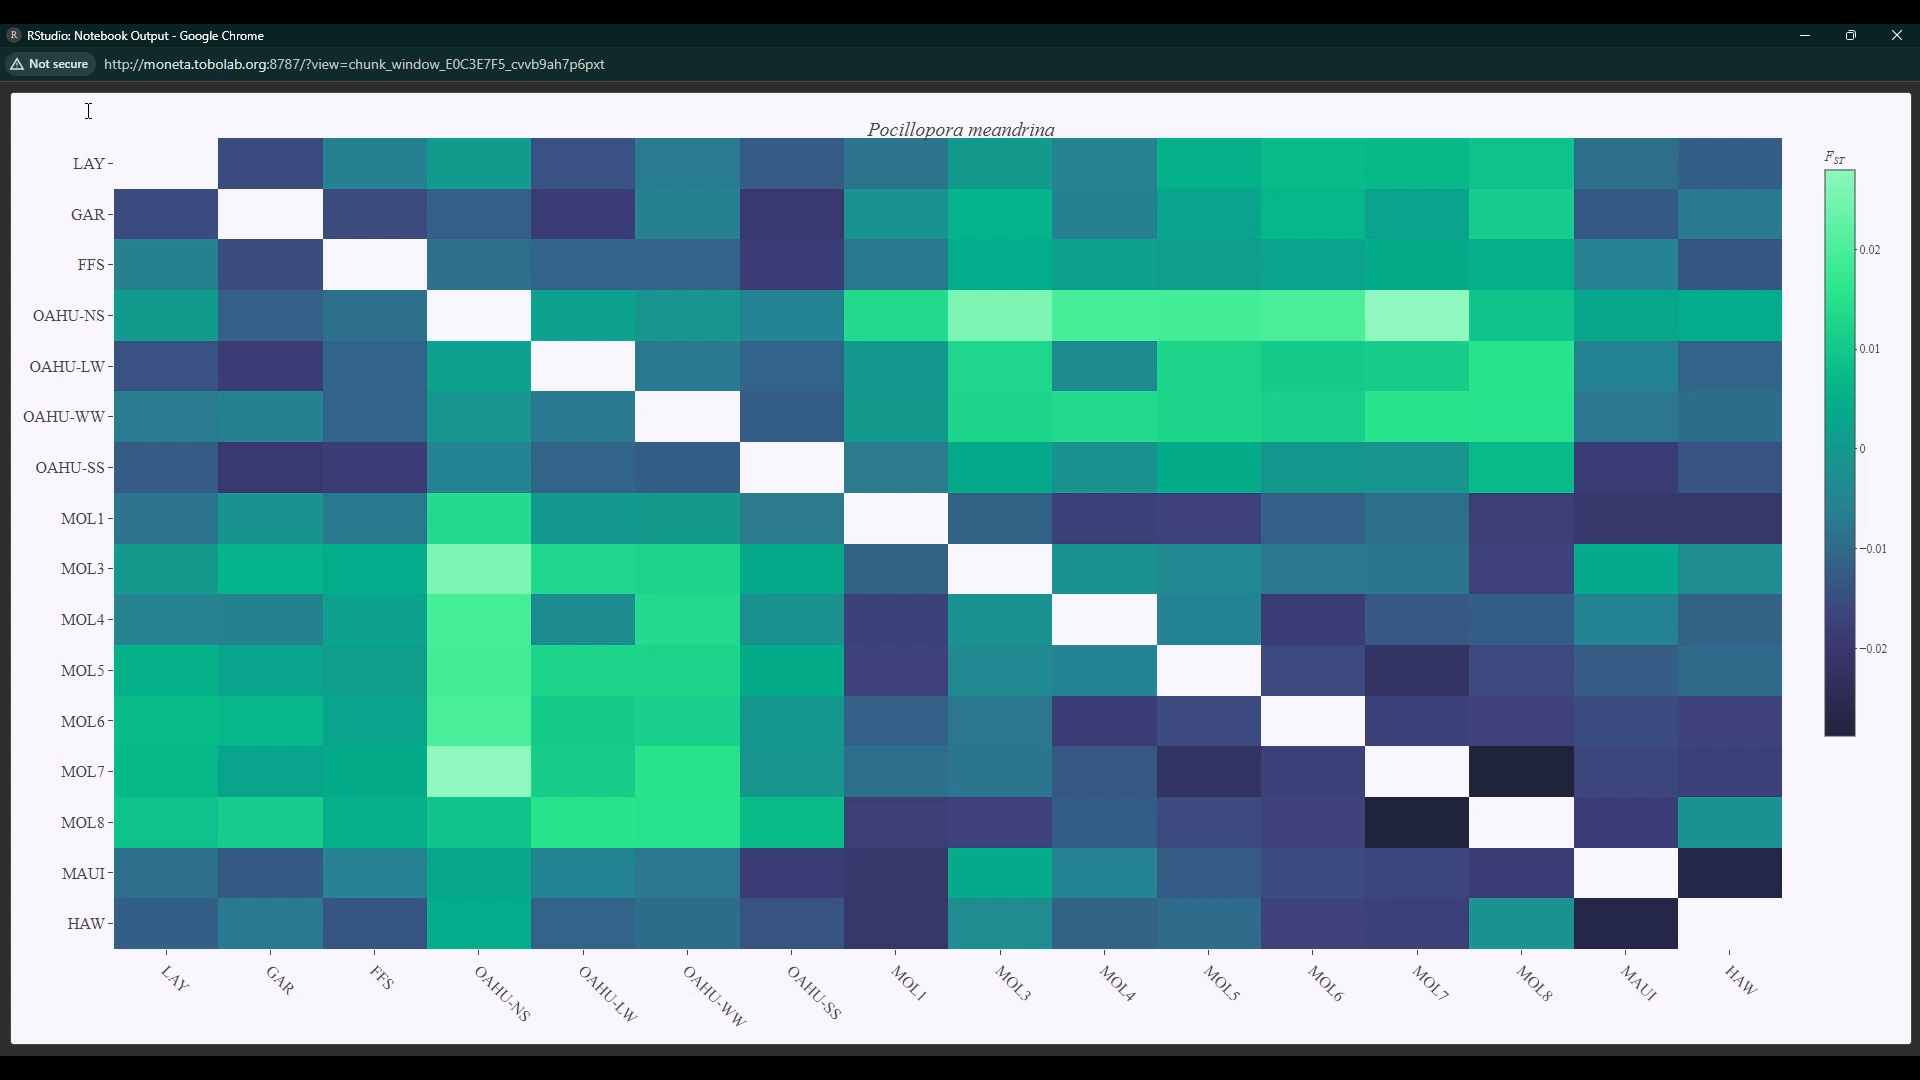 RStudio: Notebook Output - Google Chrome
Not secure http://moneta.tobolab.org:8787/?view=chunk_window_E0C3E7F5_cvvb9ah7p6pxt
Pocillopora meandrina
LAY
GAR
FFS
OAHU-NS
OAHU-LW
OAHU-WW
OAHU-SS
MOL1
MOL3
MOL4
MOL5
MOL6
MOL7
MOL8
MAUI
HAW
LAY GAR FFS OAHU-NS OAHU-LW OAHU-WW OAHU-SS MOL1 MOL3 MOL4 MOL5 MOL6 MOL7 MOL8 MAUI HAW
FST
0.02
0.01
0
−0.01
−0.02